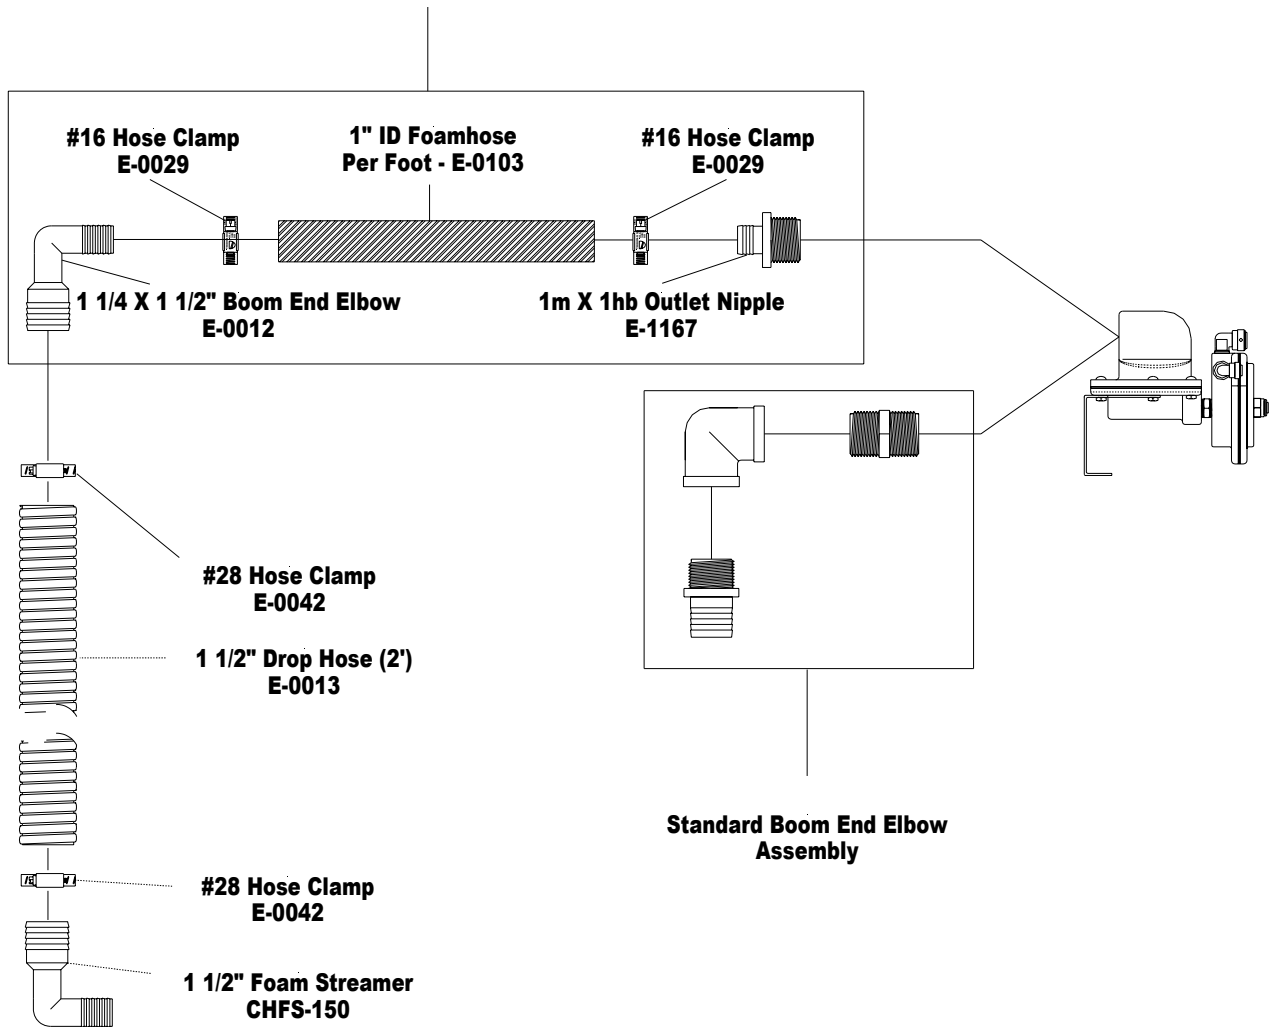 #16 Hose Clamp
E-0029
1" ID Foamhose
Per Foot - E-0103
#16 Hose Clamp
E-0029
1 1/4 X 1 1/2" Boom End Elbow
E-0012
1m X 1hb Outlet Nipple
E-1167
#28 Hose Clamp
E-0042
1 1/2" Drop Hose (2')
E-0013
Standard Boom End Elbow
Assembly
#28 Hose Clamp
E-0042
1 1/2" Foam Streamer
CHFS-150